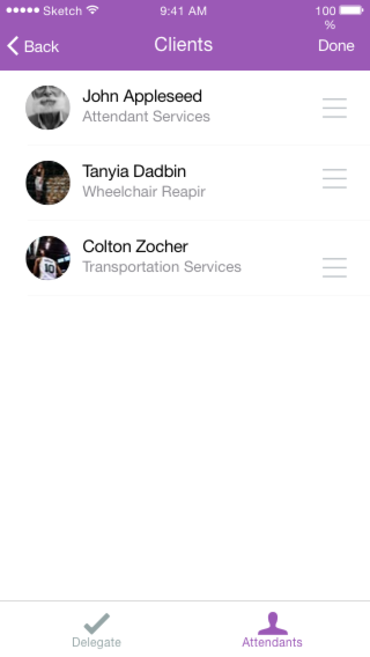 Sketch 9:41 AM 100
%
Back Clients Done
John Appleseed
Attendant Services
Tanyia Dadbin
Wheelchair Reapir
Colton Zocher
10
Transportation Services
Delegate Attendants